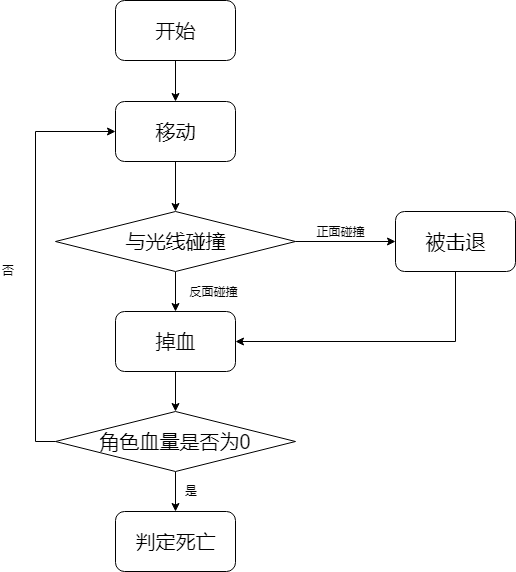 开始
移动
与光线碰撞
正面碰撞
被击退
否
反面碰撞
掉血
角色血量是否为0
是
判定死亡